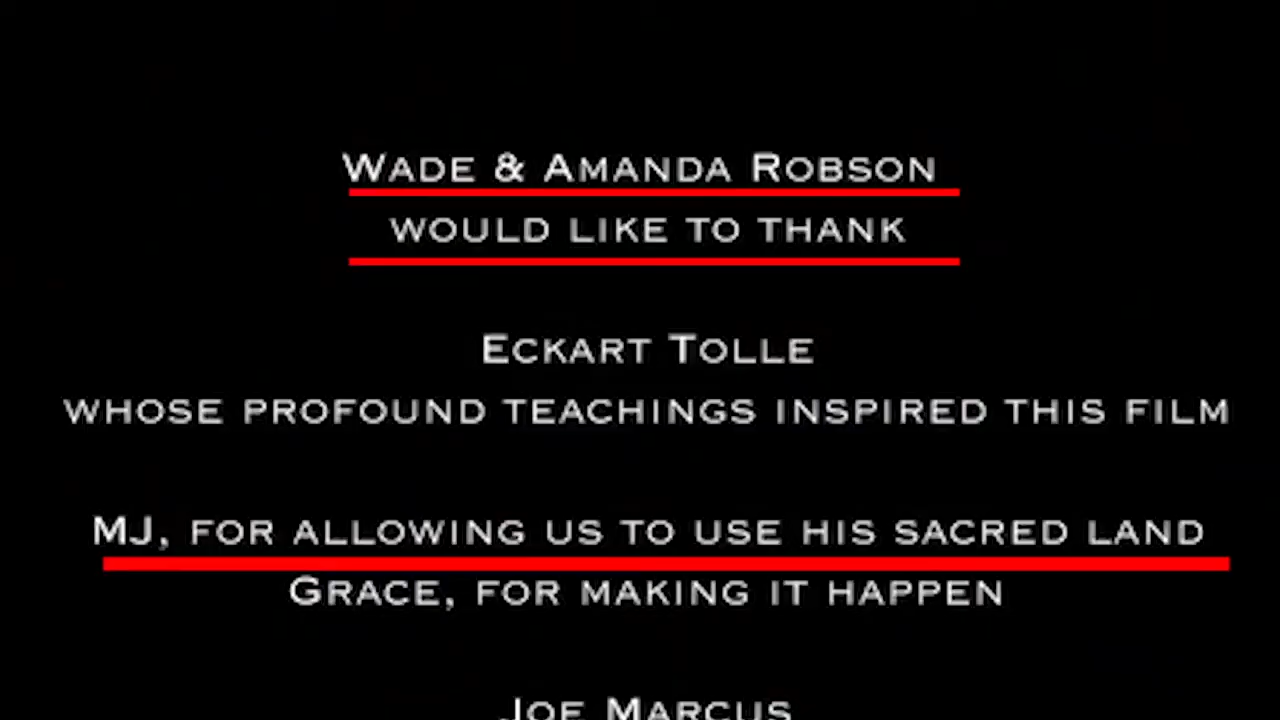 Wade & Amanda Robson
would like to thank
Eckart Tolle
whose profound teachings inspired this film
MJ, for allowing us to use his sacred land
Grace, for making it happen
Joe Marcus